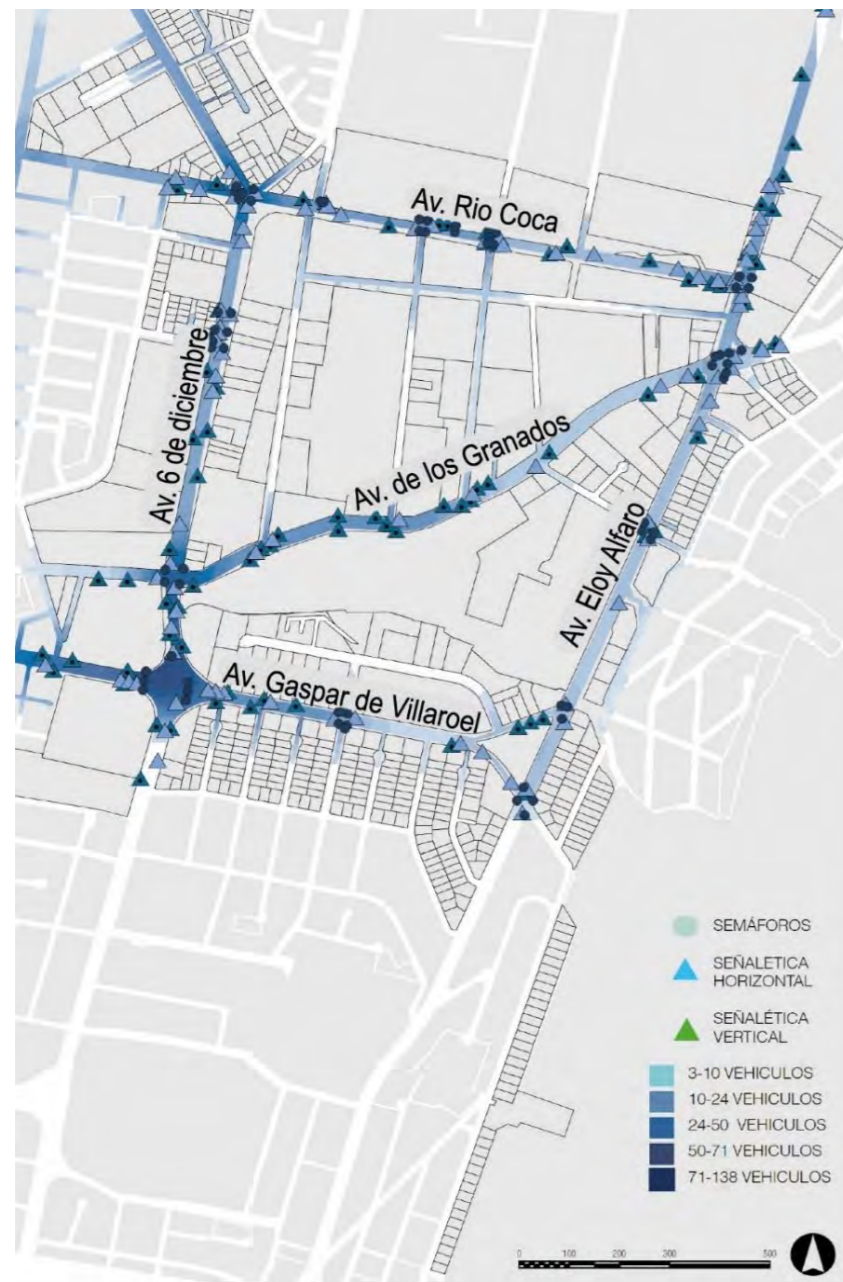 Av. Rio Coca
Av. 6 de diciembre
Av. de los Granados
Av. Eloy Alfaro
Av. Gaspar de Villaroel
SEMÁFOROS
SEÑALETICA
HORIZONTAL
SEÑALÉTICA
VERTICAL
3-10 VEHICULOS
10-24 VEHICULOS
24-50 VEHICULOS
50-71 VEHICULOS
71-138 VEHICULOS
0 100 200 300 500